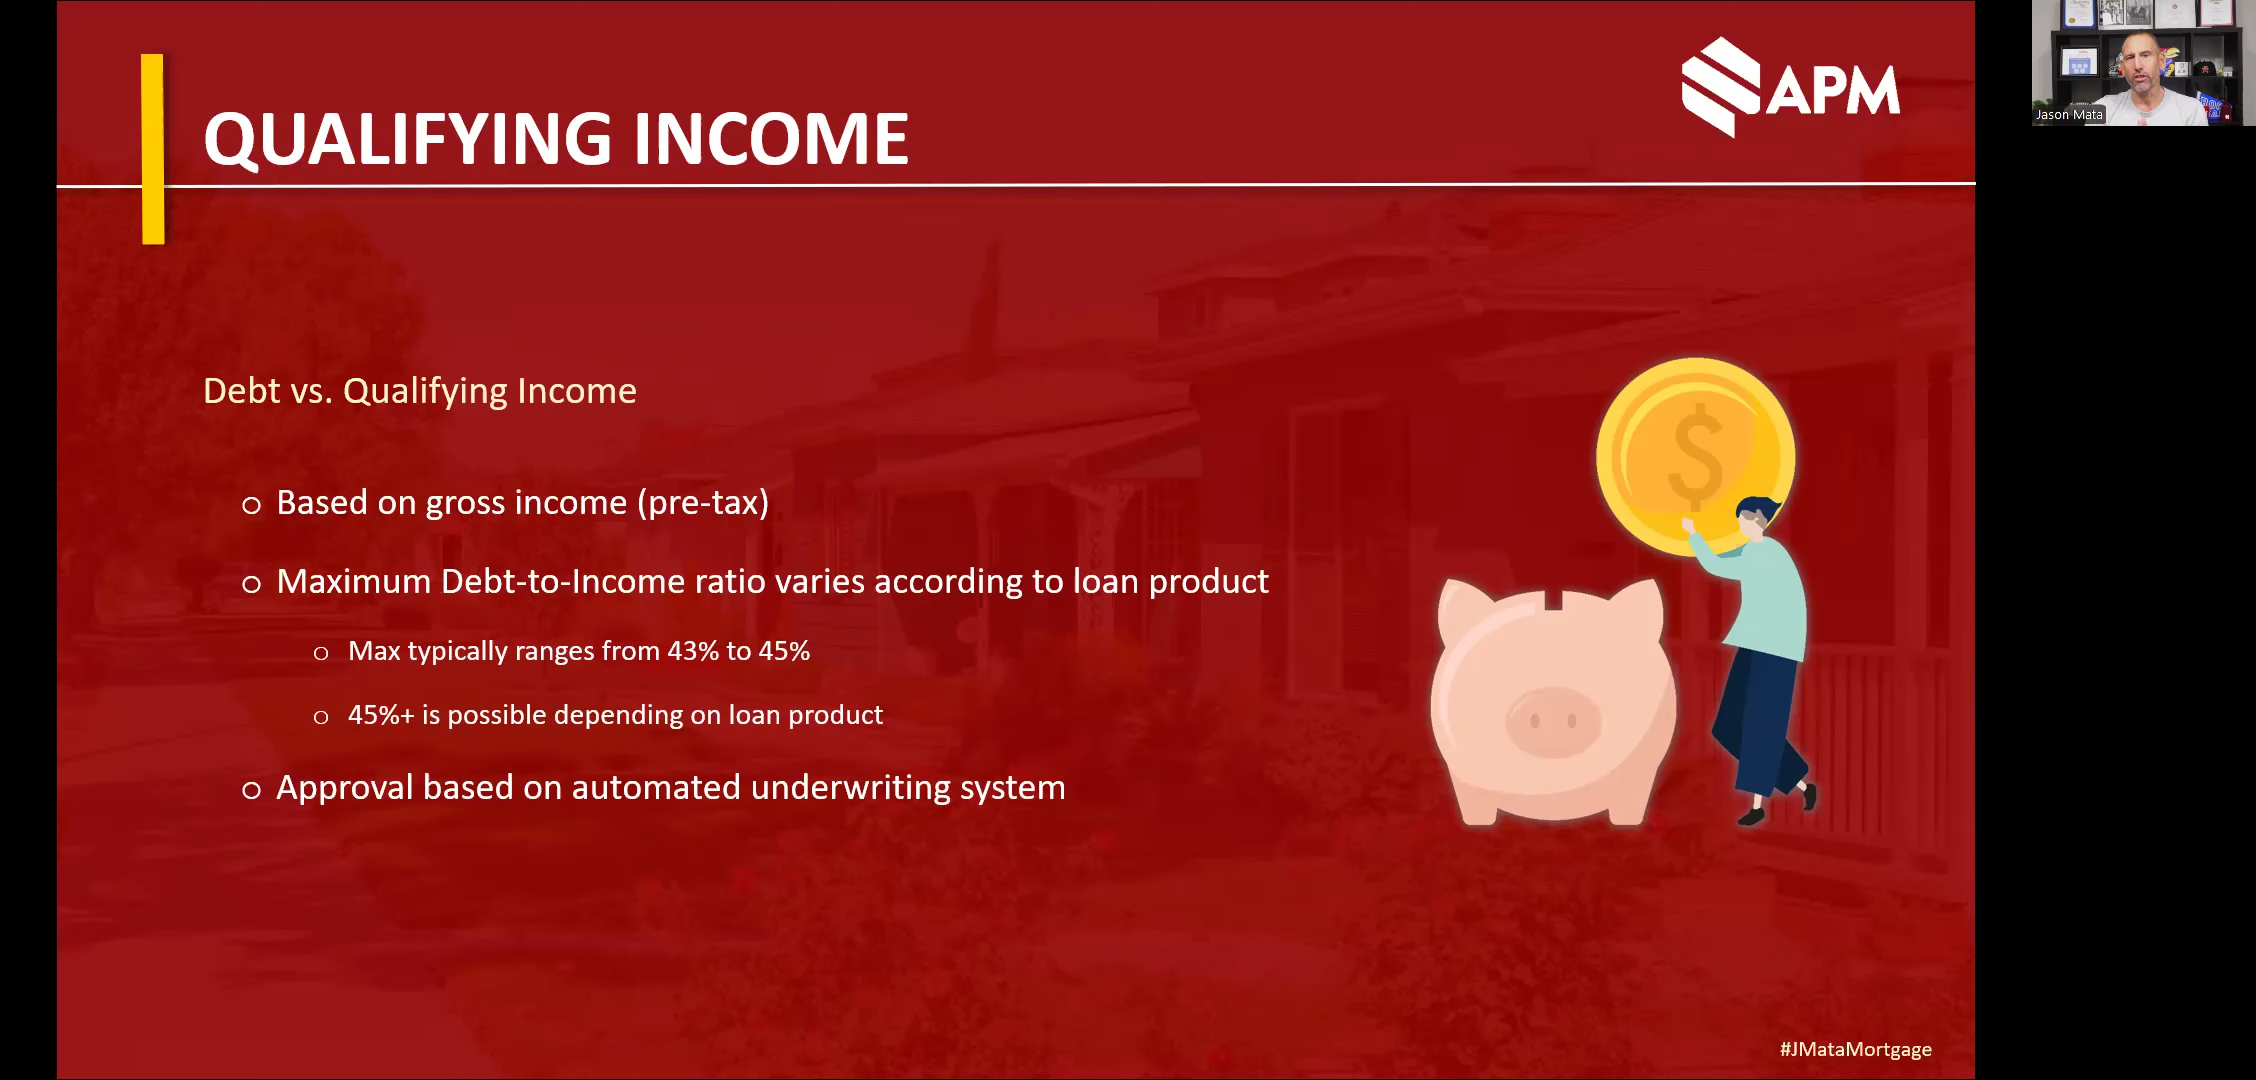 QUALIFYING INCOME
APM
Jason Mata
Debt vs. Qualifying Income
o Based on gross income (pre-tax)
o Maximum Debt-to-Income ratio varies according to loan product
o Max typically ranges from 43% to 45%
o 45%+ is possible depending on loan product
o Approval based on automated underwriting system
$
#JMataMortgage